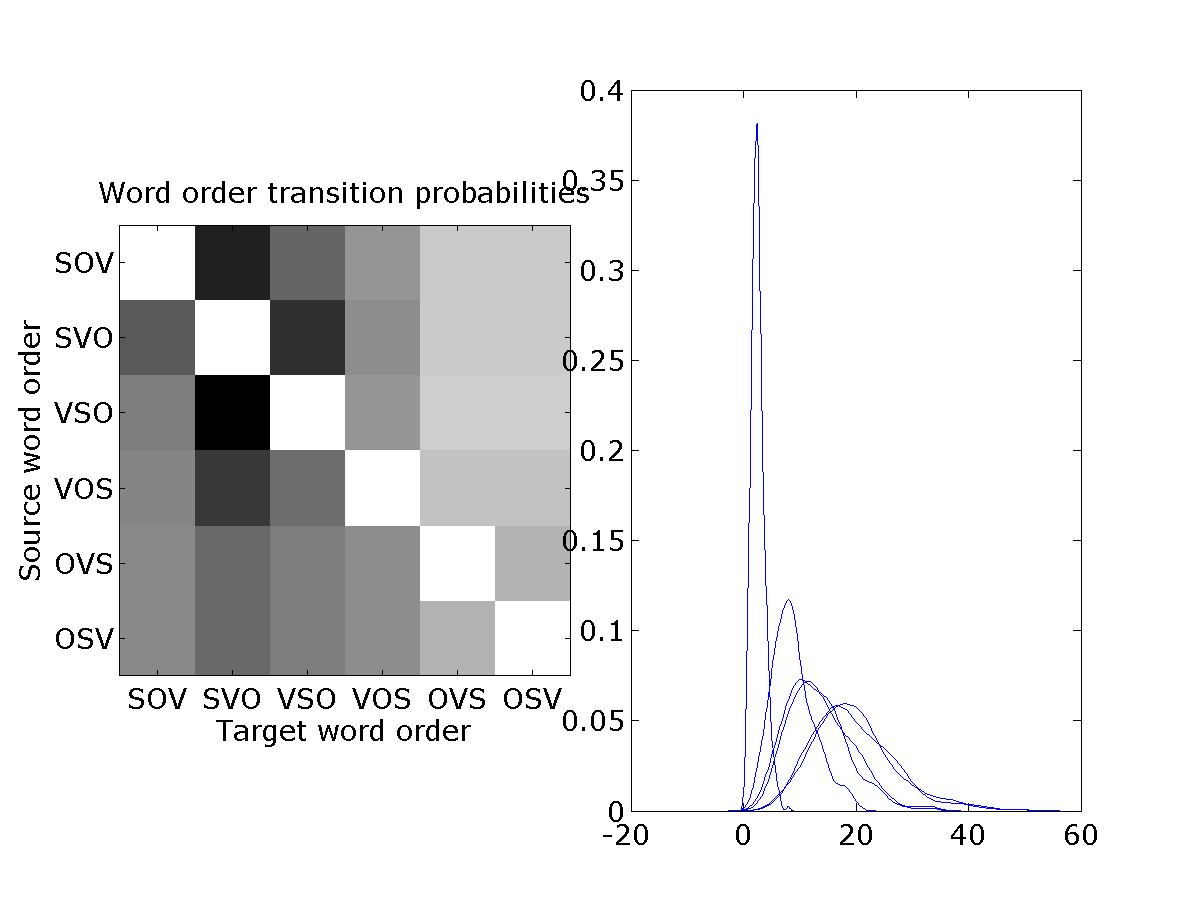 Word order transition probabilities
Source word order
SOV
SVO
VSO
VOS
OVS
OSV
SOV SVO VSO VOS OVS OSV
Target word order
0.4
0.35
0.3
0.25
0.2
0.15
0.1
0.05
0
-20 0 20 40 60